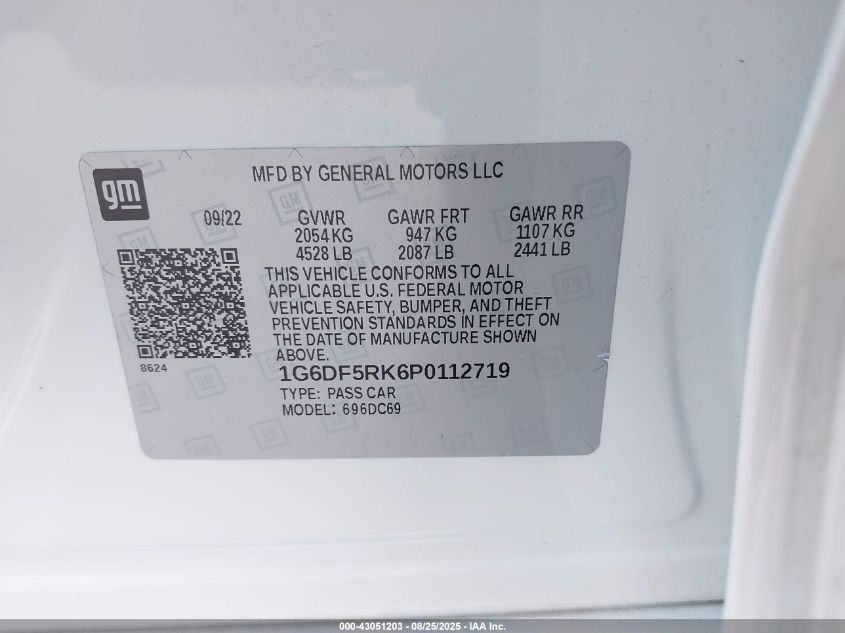 gm
MFD BY GENERAL MOTORS LLC
09/22 GVWR GAWR FRT GAWR RR
2054 KG 947 KG 1107 KG
4528 LB 2087 LB 2441 LB
THIS VEHICLE CONFORMS TO ALL
APPLICABLE U.S. FEDERAL MOTOR
VEHICLE SAFETY, BUMPER, AND THEFT
PREVENTION STANDARDS IN EFFECT ON
THE DATE OF MANUFACTURE SHOWN
ABOVE.
8624
1G6DF5RK6P0112719
TYPE: PASS CAR
MODEL: 696DC69
000-43051203 - 08/25/2025 - IAA Inc.